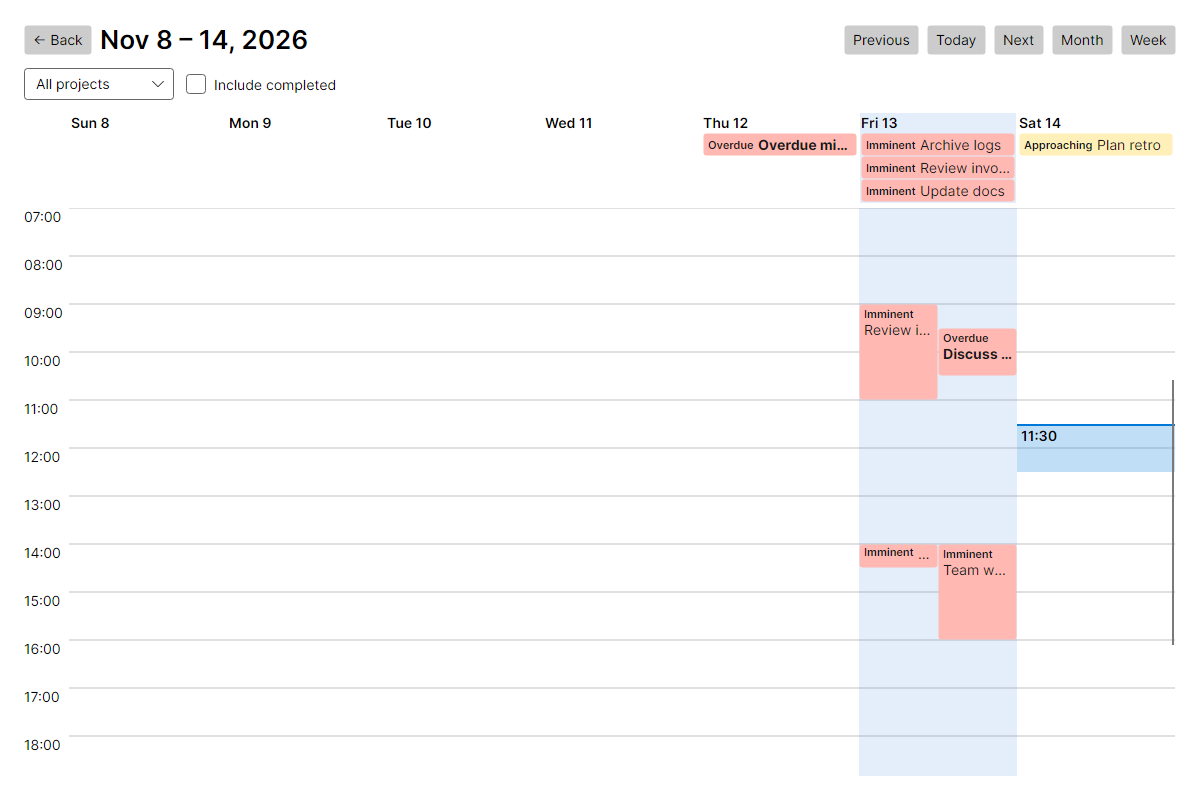 ← Back Nov 8 – 14, 2026 Previous Today Next Month Week
All projects Include completed
Sun 8 Mon 9 Tue 10 Wed 11 Thu 12 Fri 13 Sat 14
Overdue Overdue mi... Imminent Archive logs Approaching Plan retro
Imminent Review invo...
Imminent Update docs
07:00
08:00
09:00
Imminent
Review i...
Overdue
Discuss ...
10:00
11:00
11:30
12:00
13:00
14:00
Imminent ...
Imminent
Team w...
15:00
16:00
17:00
18:00